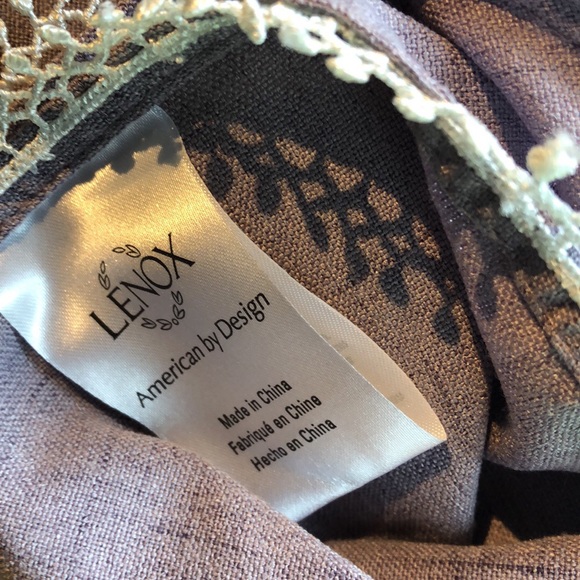 LENOX
American by Design
Made in China
Fabriqué en Chine
Hecho en China